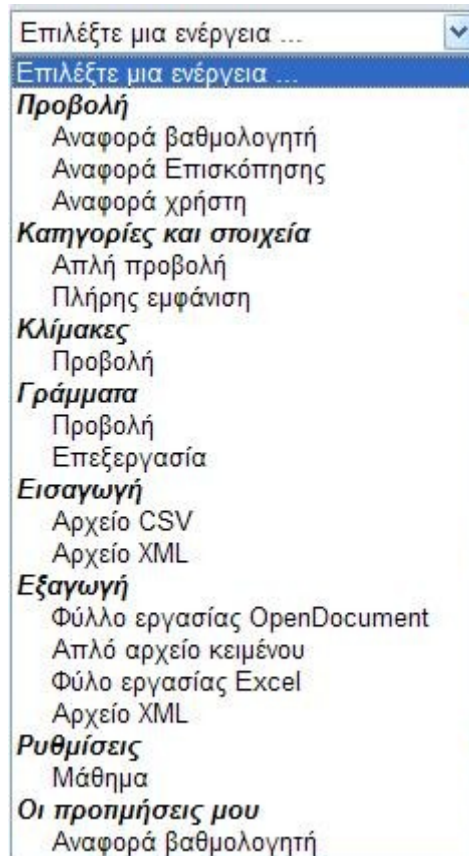 Επιλέξτε μια ενέργεια ...
Επιλέξτε μια ενέργεια ...
Προβολή
Αναφορά βαθμολογητή
Αναφορά Επισκόπησης
Αναφορά χρήστη
Κατηγορίες και στοιχεία
Απλή προβολή
Πλήρης εμφάνιση
Κλίμακες
Προβολή
Γράμματα
Προβολή
Επεξεργασία
Εισαγωγή
Αρχείο CSV
Αρχείο XML
Εξαγωγή
Φύλλο εργασίας OpenDocument
Απλό αρχείο κειμένου
Φύλο εργασίας Excel
Αρχείο XML
Ρυθμίσεις
Μάθημα
Οι προτιμήσεις μου
Αναφορά βαθμολογητή